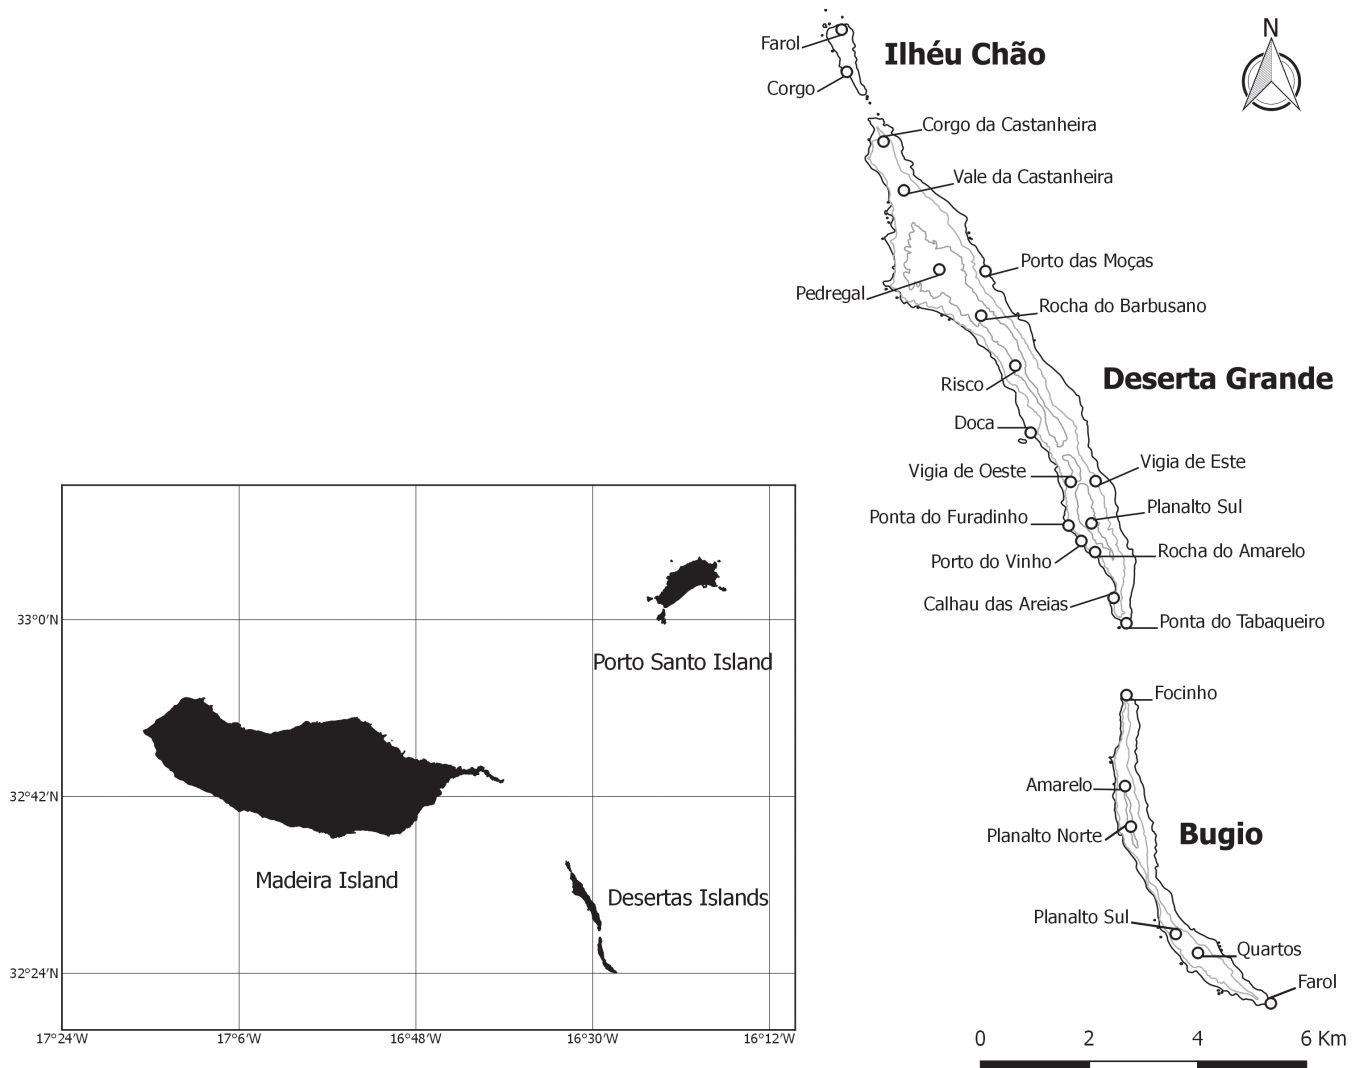 N
Farol
Ilhéu Chão
Corgo
Corgo da Castanheira
Vale da Castanheira
Porto das Moças
Pedregal
Rocha do Barbusano
Deserta Grande
Risco
Doca
Vigia de Este
Vigia de Oeste
Planalto Sul
Ponta do Furadinho
Rocha do Amarelo
Porto do Vinho
Calhau das Areias
Ponta do Tabaqueiro
Focinho
Amarelo
Planalto Norte
Bugio
Planalto Sul
Quartos
Farol
0 2 4 6 Km
33°0′N
Porto Santo Island
32°42′N
Madeira Island
Desertas Islands
32°24′N
17°24′W 17°6′W 16°48′W 16°30′W 16°12′W